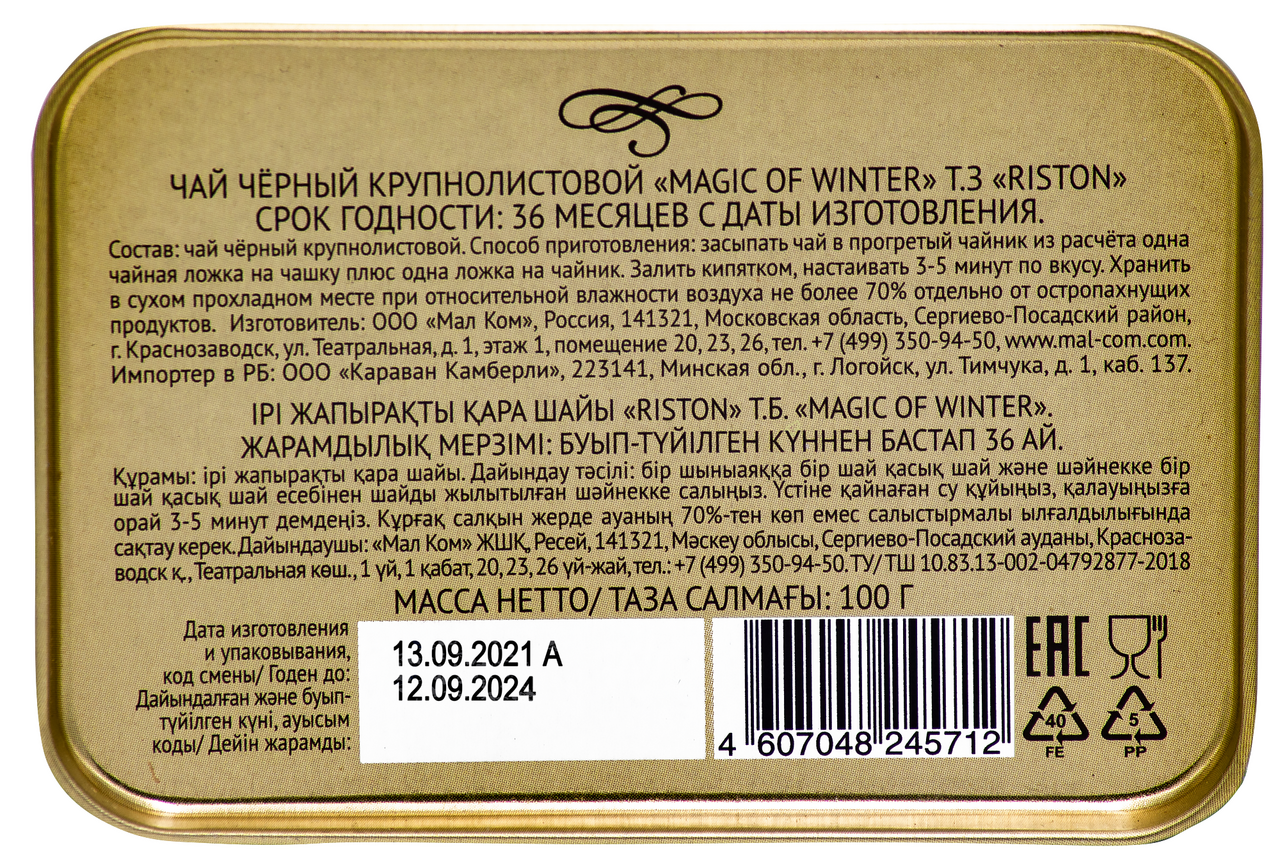 ЧАЙ ЧЁРНЫЙ КРУПНОЛИСТОВОЙ «MAGIC OF WINTER» Т.З «RISTON»
СРОК ГОДНОСТИ: 36 МЕСЯЦЕВ С ДАТЫ ИЗГОТОВЛЕНИЯ.
Состав: чай чёрный крупнолистовой. Способ приготовления: засыпать чай в прогретый чайник из расчёта одна
чайная ложка на чашку плюс одна ложка на чайник. Залить кипятком, настаивать 3-5 минут по вкусу. Хранить
в сухом прохладном месте при относительной влажности воздуха не более 70% отдельно от остропахнущих
продуктов. Изготовитель: ООО «Мал Ком», Россия, 141321, Московская область, Сергиево-Посадский район,
г. Краснозаводск, ул. Театральная, д. 1, этаж 1, помещение 20, 23, 26, тел. +7 (499) 350-94-50, www.mal-com.com.
Импортер в РБ: ООО «Караван Камберли», 223141, Минская обл., г. Логойск, ул. Тимчука, д. 1, каб. 137.
ІРІ ЖАПЫРАҚТЫ ҚАРА ШАЙЫ «RISTON» Т.Б. «MAGIC OF WINTER».
ЖАРАМДЫЛЫҚ МЕРЗІМІ: БУЫП-ТҮЙІЛГЕН КҮННЕН БАСТАП 36 АЙ.
Құрамы: ірі жапырақты қара шайы. Дайындау тәсілі: бір шыныаяққа бір шай қасық шай және шәйнекке бір
шай қасық шай есебінен шайды жылытылған шәйнекке салыңыз. Үстіне қайнаған су құйыңыз, қалауыңызға
орай 3-5 минут демдеңіз. Құрғақ салқын жерде ауаның 70%-тен көп емес салыстырмалы ылғалдылығында
сақтау керек. Дайындаушы: «Мал Ком» ЖШҚ, Ресей, 141321, Мәскеу облысы, Сергиево-Посадский ауданы, Красноза-
водск қ., Театральная көш., 1 үй, 1 қабат, 20, 23, 26 үй-жай, тел.: +7 (499) 350-94-50. ТУ/ ТШ 10.83.13-002-04792877-2018
МАССА НЕТТО/ ТАЗА САЛМАҒЫ: 100 Г
Дата изготовления
и упаковывания,
код смены/ Годен до:
Дайындалған және буып-
түйілген күні, ауысым
коды/ Дейін жарамды:
13.09.2021 A
12.09.2024
4 607048 245712
EAC
40
FE
5
PP